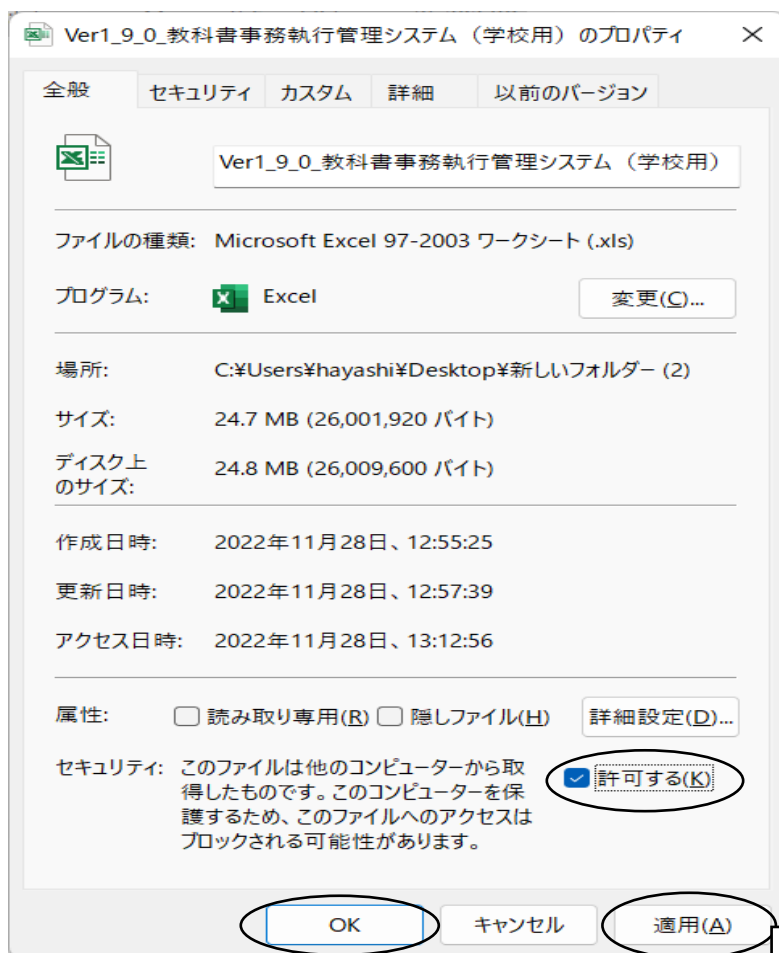 Ver1_9_0_教科書事務執行管理システム（学校用）のプロパティ
全般 セキュリティ カスタム 詳細 以前のバージョン
Ver1_9_0_教科書事務執行管理システム（学校用）
ファイルの種類: Microsoft Excel 97-2003 ワークシート (.xls)
プログラム: Excel 変更(C)...
場所: C:¥Users¥hayashi¥Desktop¥新しいフォルダー (2)
サイズ: 24.7 MB (26,001,920 バイト)
ディスク上
のサイズ: 24.8 MB (26,009,600 バイト)
作成日時: 2022年11月28日、12:55:25
更新日時: 2022年11月28日、12:57:39
アクセス日時: 2022年11月28日、13:12:56
属性: 読み取り専用(R) 隠しファイル(H) 詳細設定(D)...
セキュリティ: このファイルは他のコンピューターから取 許可する(K)
得したものです。このコンピューターを保
護するため、このファイルへのアクセスは
ブロックされる可能性があります。
OK キャンセル 適用(A)